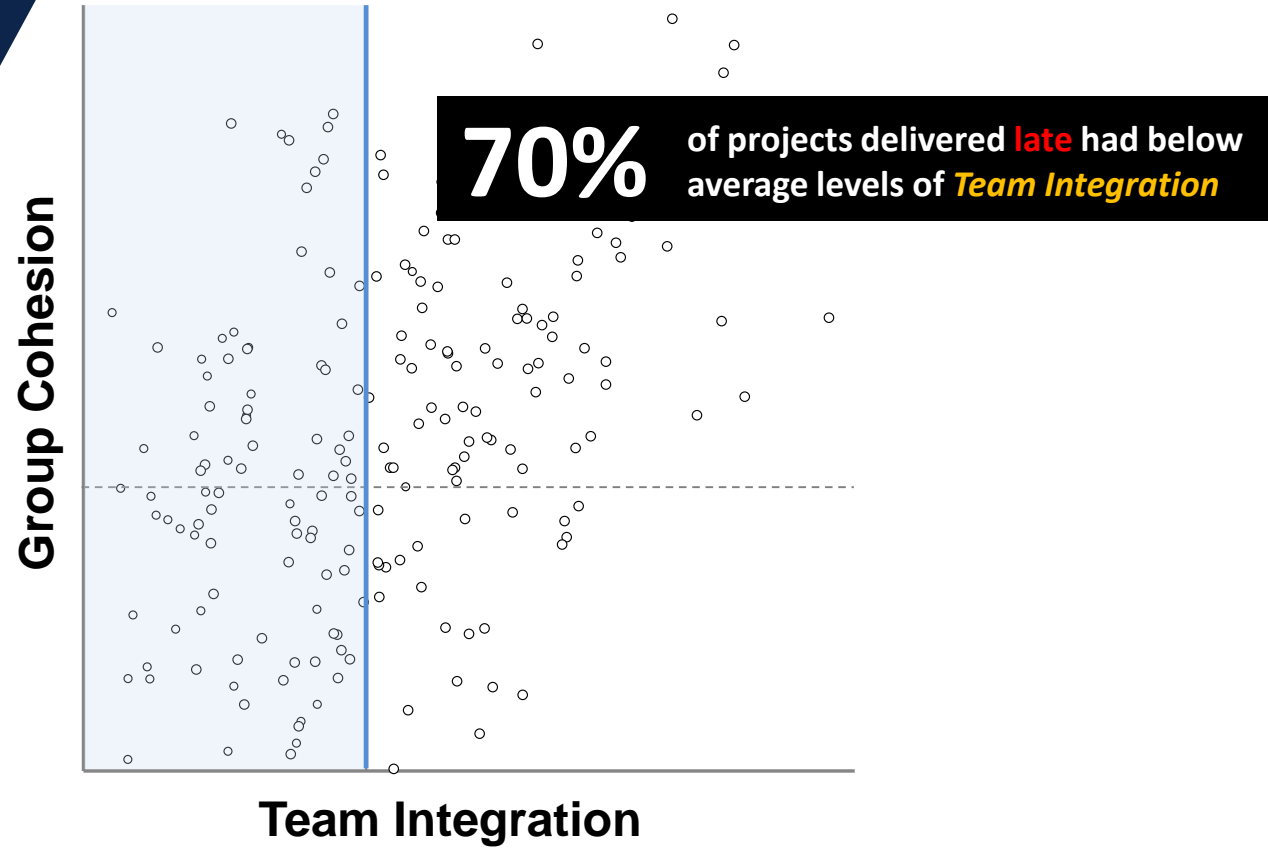 70%
of projects delivered late had below
average levels of Team Integration
Group Cohesion
Team Integration